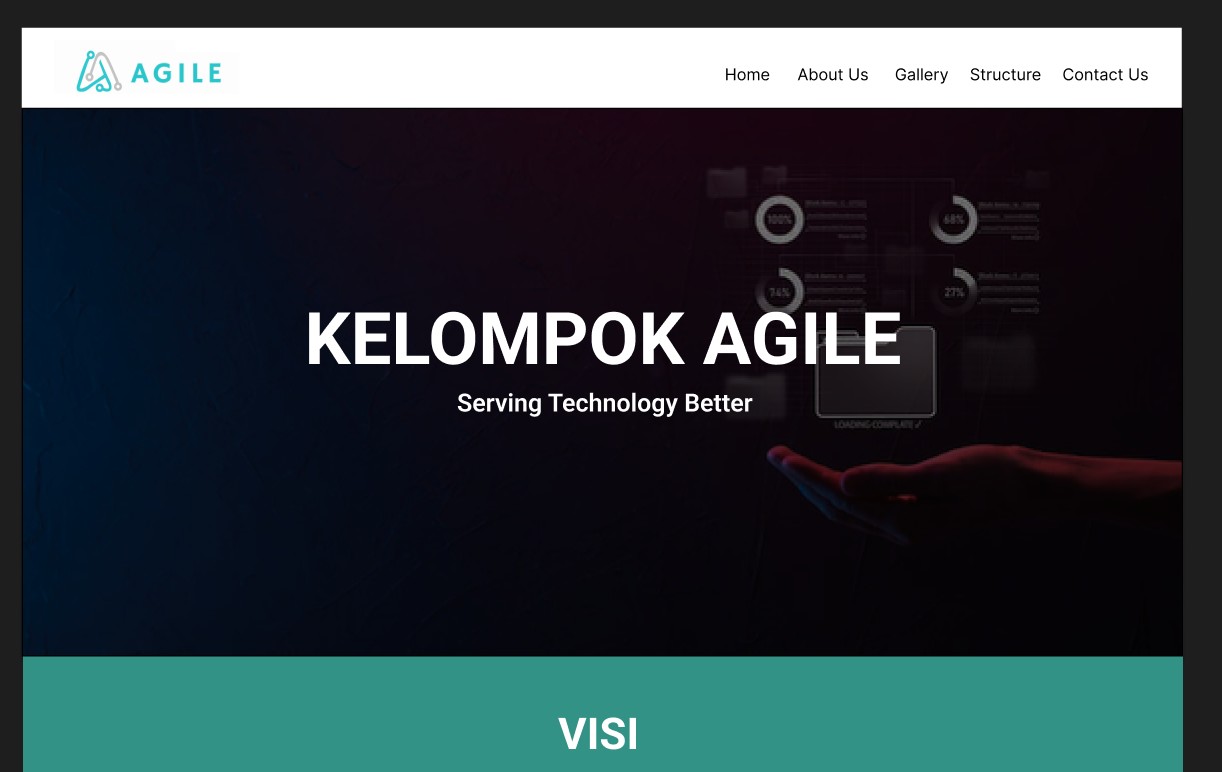 AGILE
Home About Us Gallery Structure Contact Us
100%
68%
74%
27%
KELOMPOK AGILE
Serving Technology Better
LOADING COMPLATE ✓
VISI